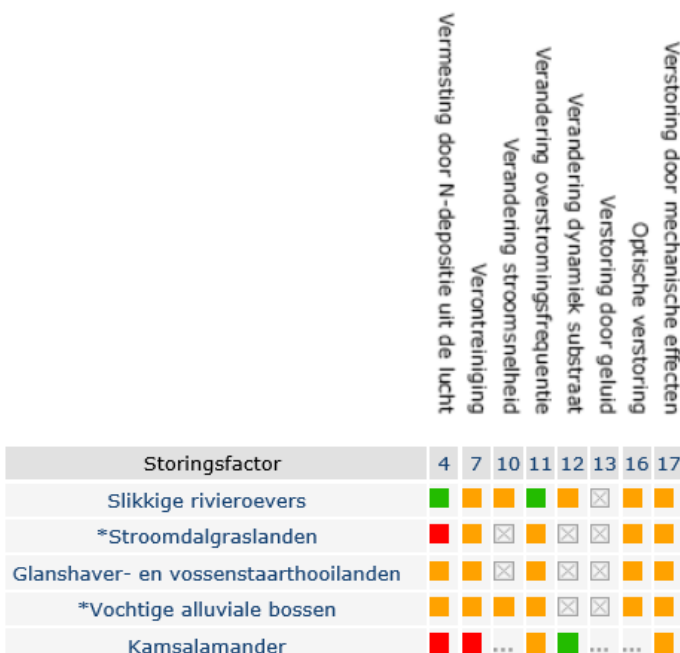 Vermesting door N-depositie uit de lucht
Verontreiniging
Verandering stroomsnelheid
Verandering overstromingsfrequentie
Verandering dynamiek substraat
Verstoring door geluid
Optische verstoring
Verstoring door mechanische effecten
Storingsfactor 4 7 10 11 12 13 16 17
Slikkige rivieroevers
*Stroomdalgraslanden
Glanshaver- en vossenstaarthooilanden
*Vochtige alluviale bossen
Kamsalamander ... ... ...